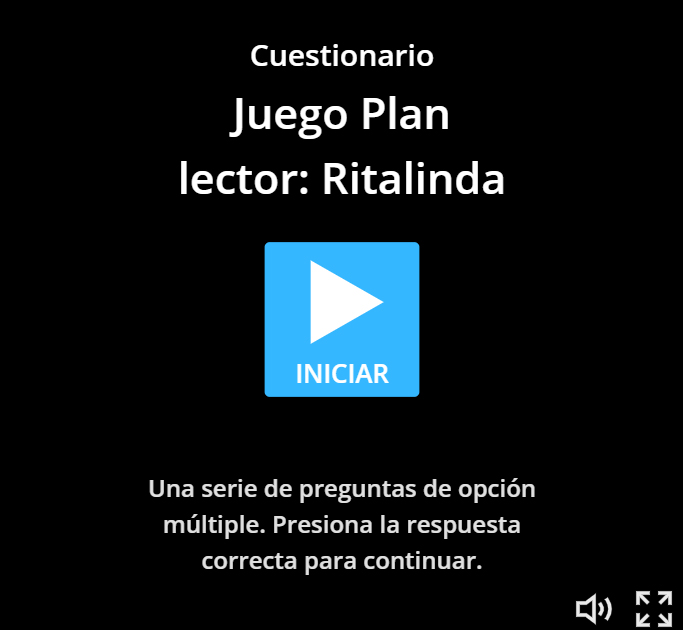 Cuestionario
Juego Plan
lector: Ritalinda
INICIAR
Una serie de preguntas de opción
múltiple. Presiona la respuesta
correcta para continuar.